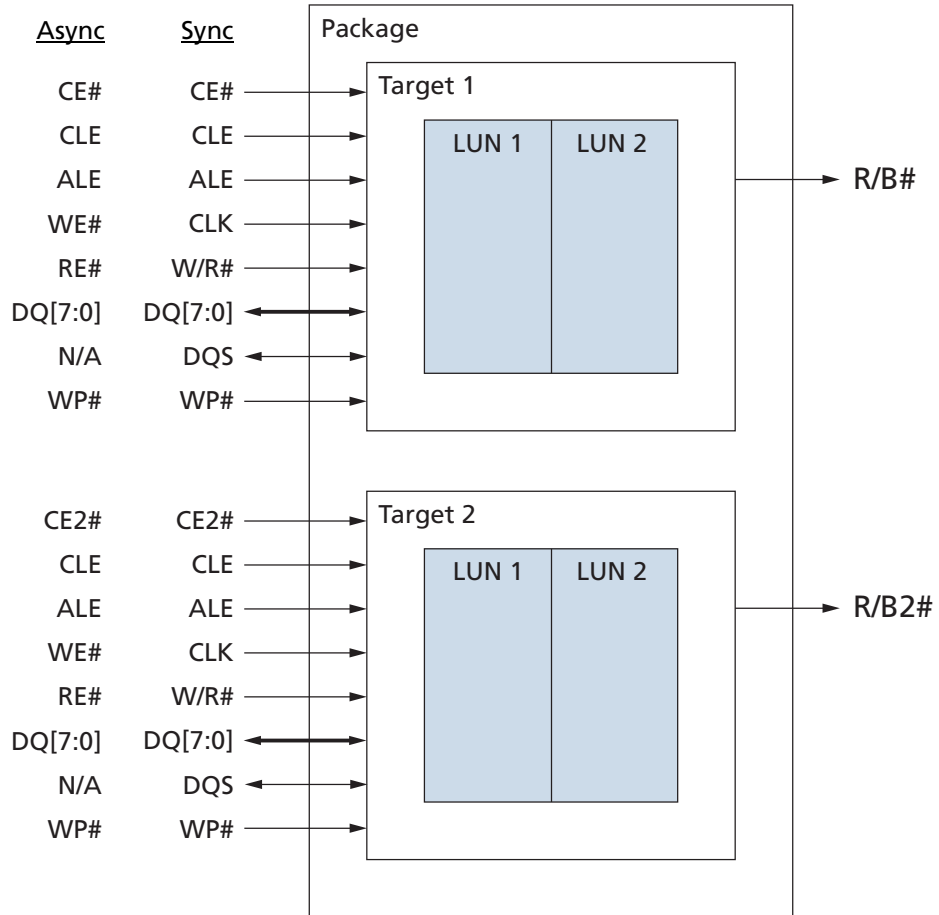 Async Sync Package
CE# CE# Target 1
CLE CLE LUN 1 LUN 2
ALE ALE R/B#
WE# CLK
RE# W/R#
DQ[7:0] DQ[7:0]
N/A DQS
WP# WP#
CE2# CE2# Target 2
CLE CLE LUN 1 LUN 2
ALE ALE R/B2#
WE# CLK
RE# W/R#
DQ[7:0] DQ[7:0]
N/A DQS
WP# WP#